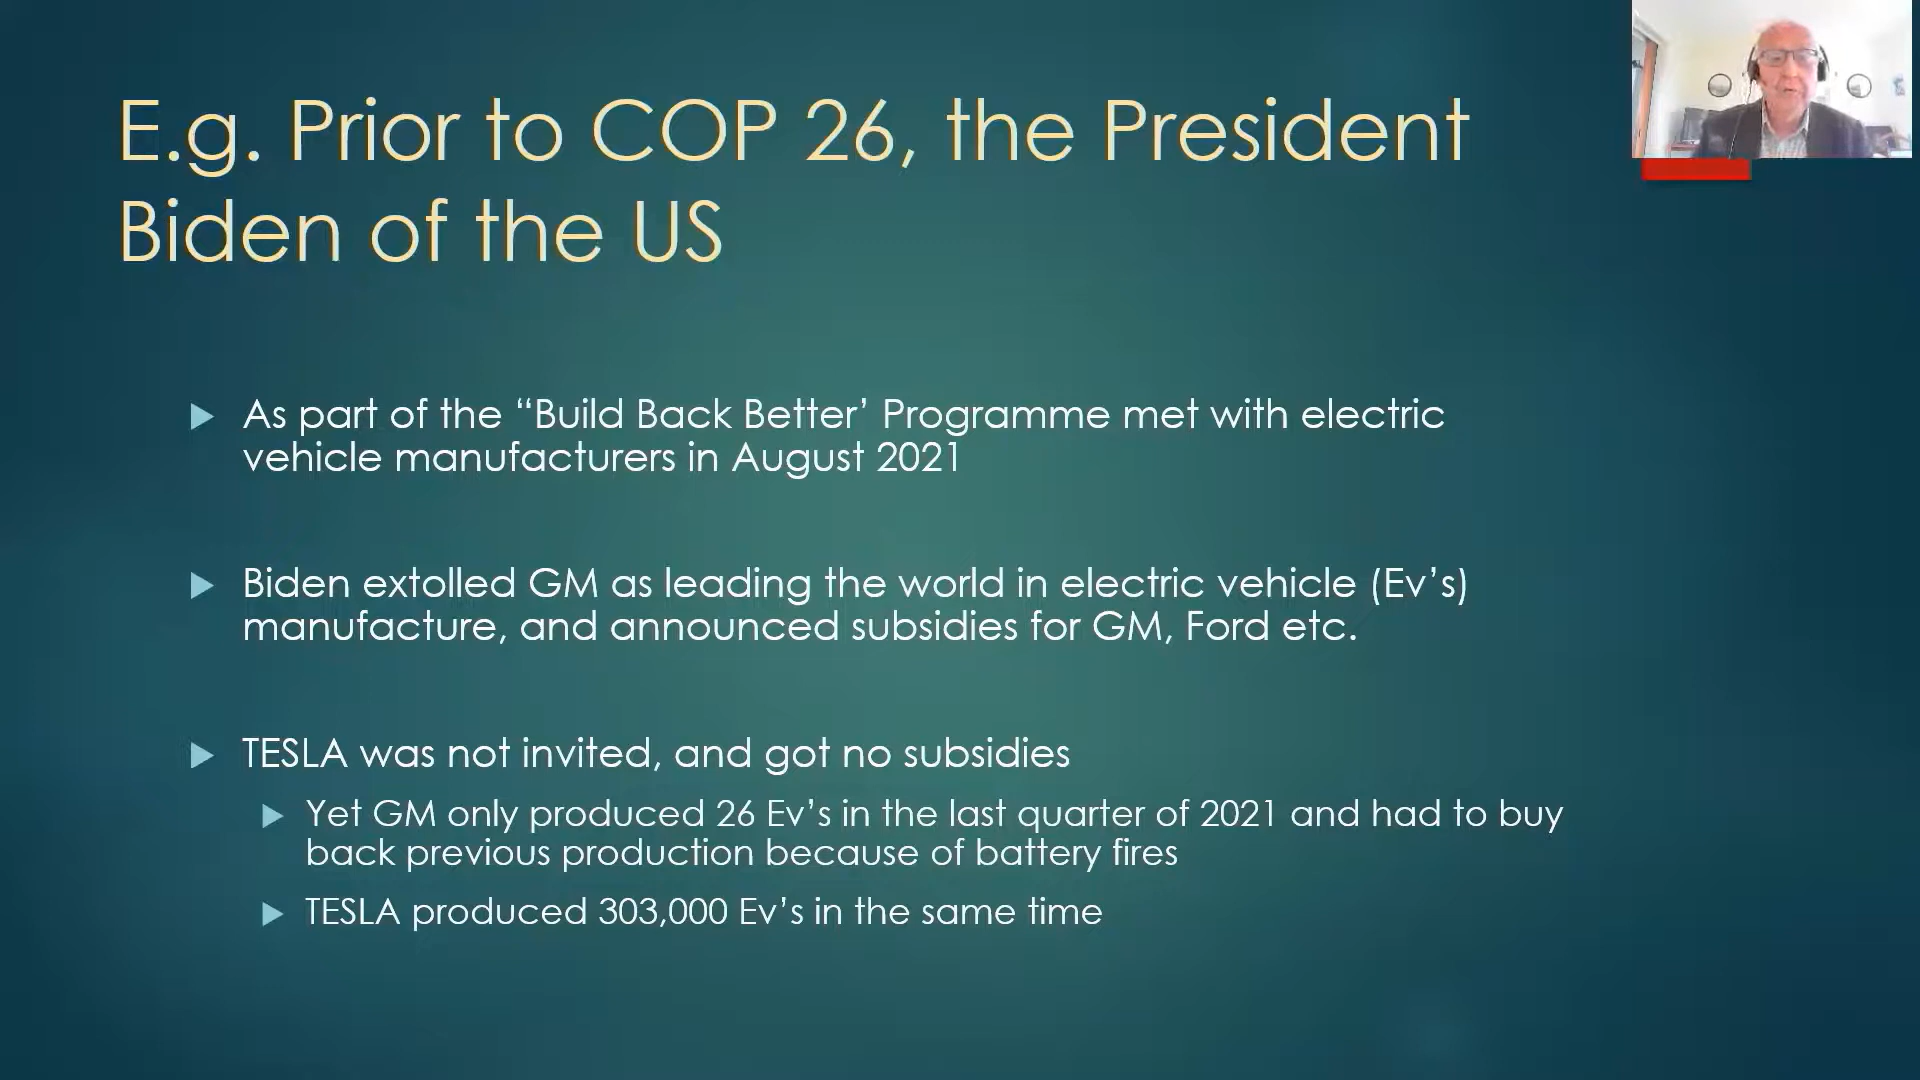 E.g. Prior to COP 26, the President
Biden of the US
As part of the “Build Back Better’ Programme met with electric
vehicle manufacturers in August 2021
Biden extolled GM as leading the world in electric vehicle (Ev’s)
manufacture, and announced subsidies for GM, Ford etc.
TESLA was not invited, and got no subsidies
Yet GM only produced 26 Ev’s in the last quarter of 2021 and had to buy
back previous production because of battery fires
TESLA produced 303,000 Ev’s in the same time